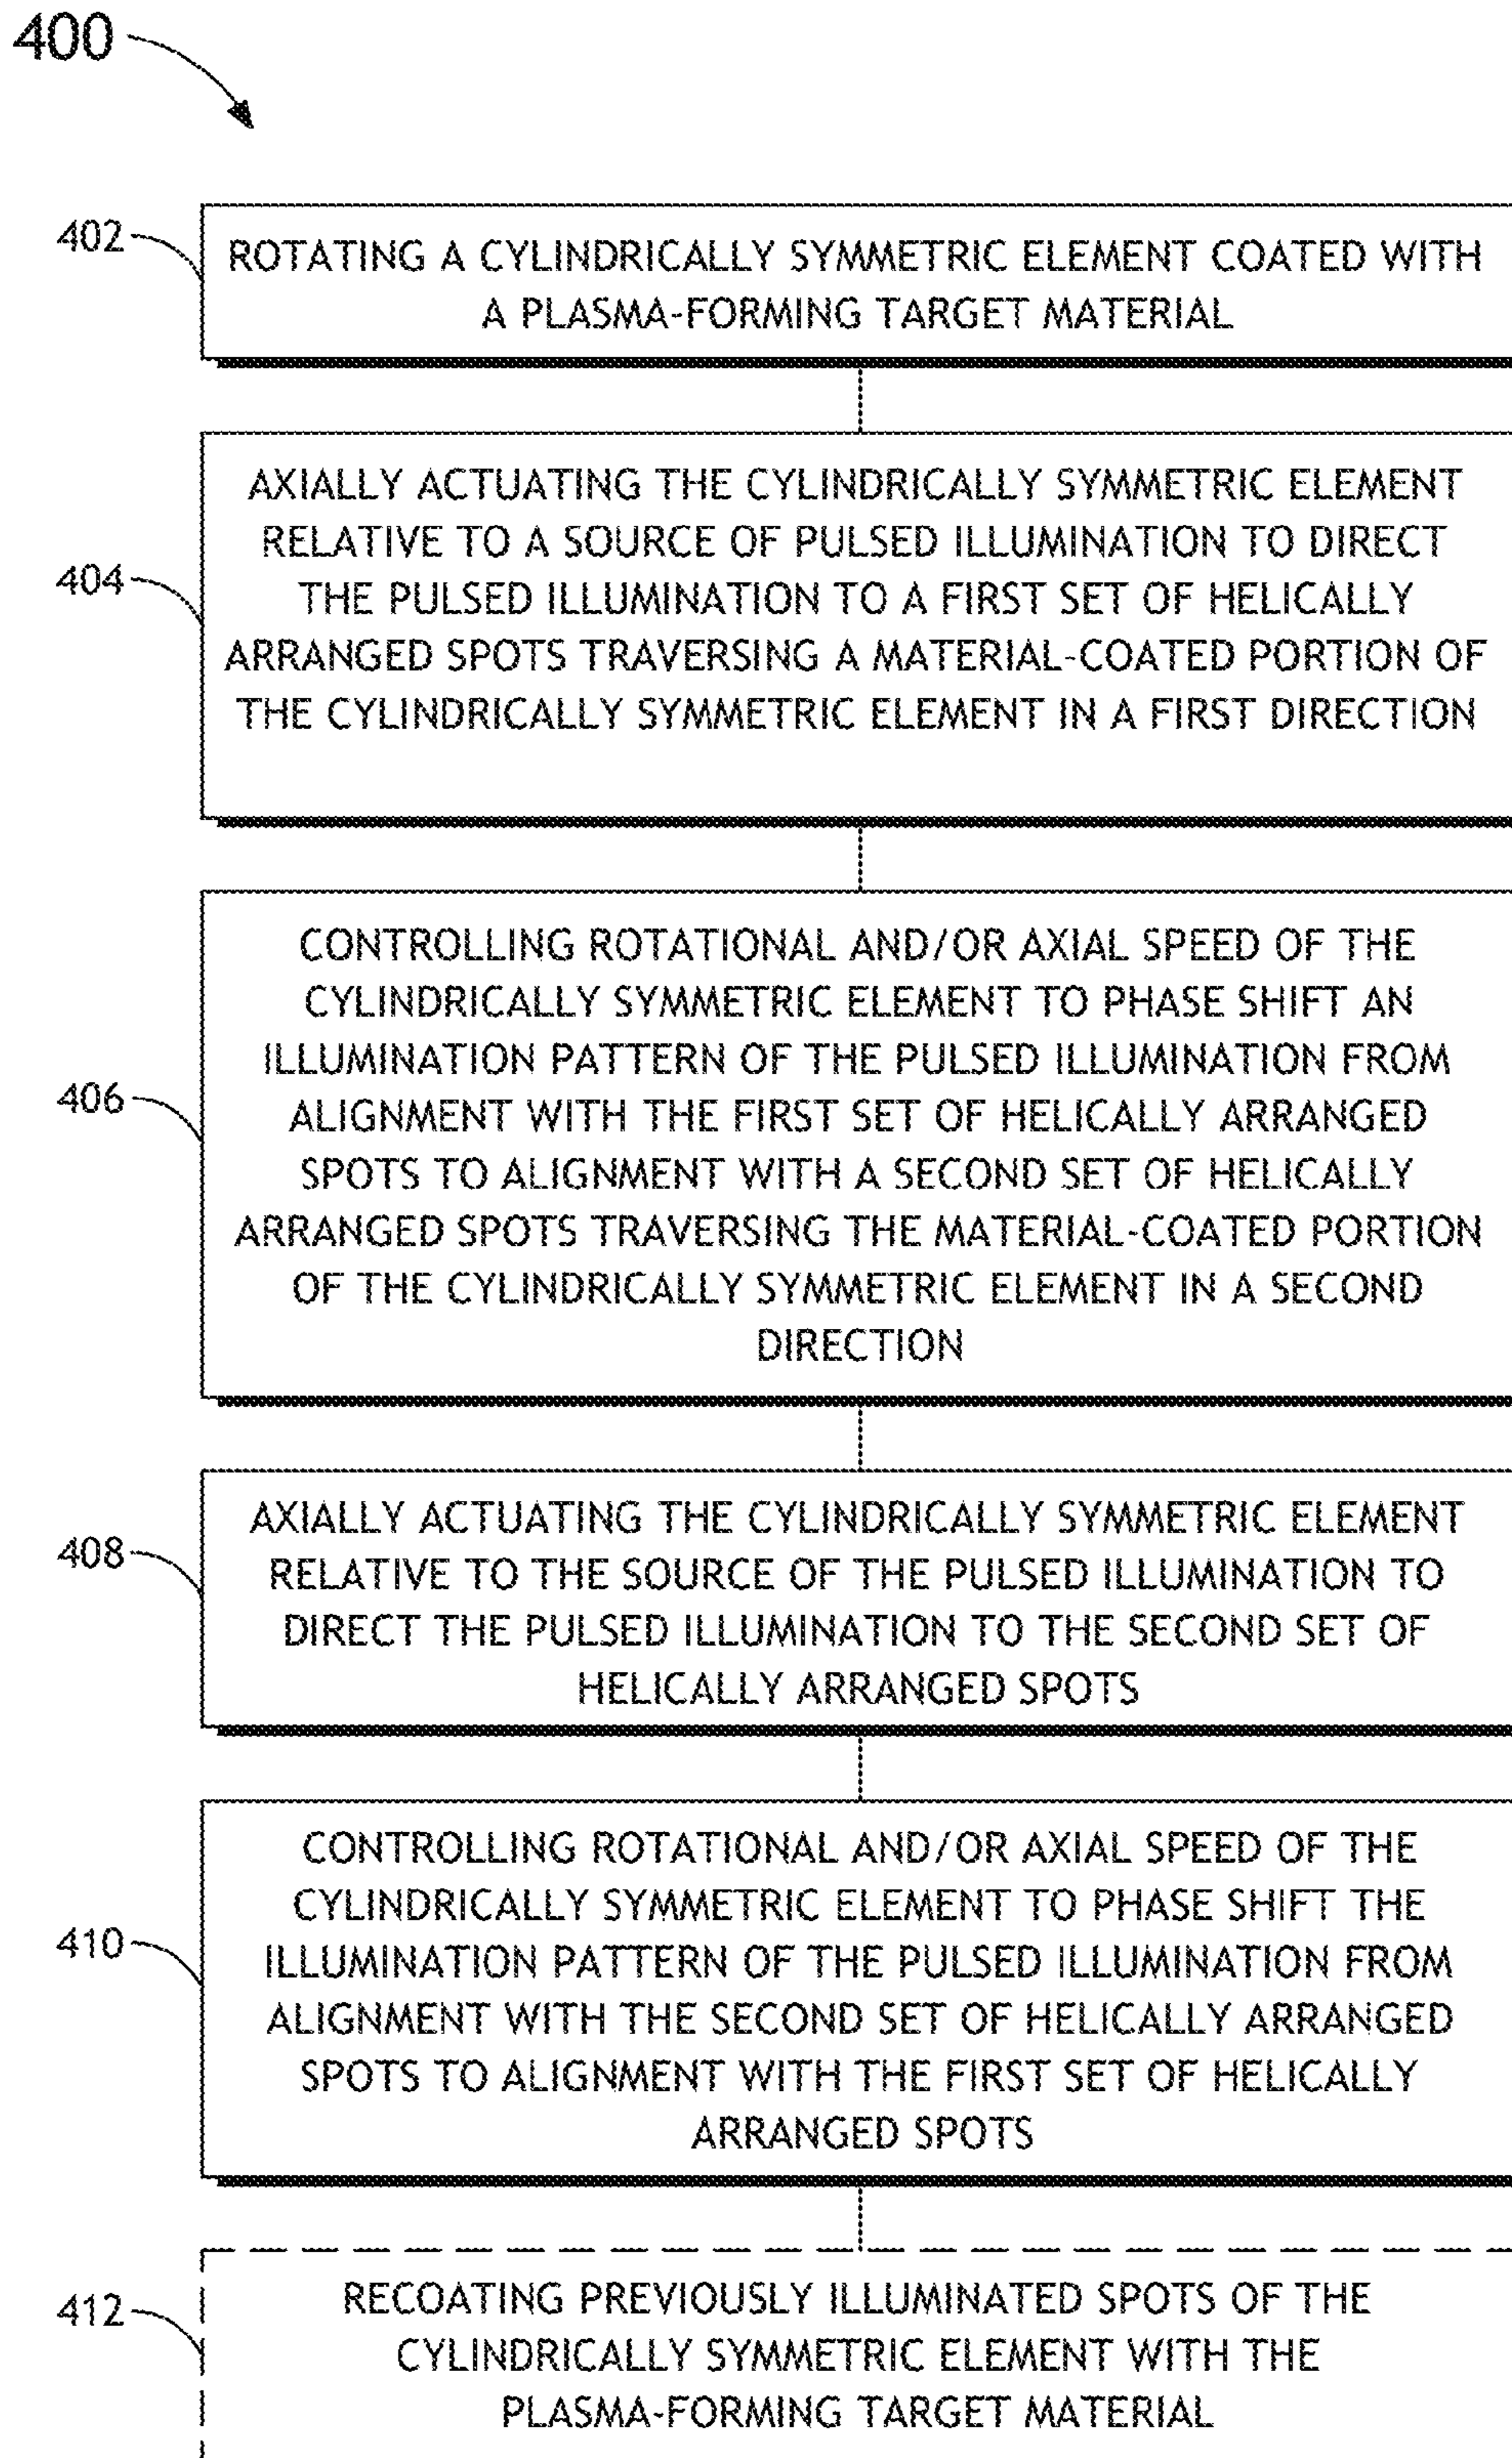 400
402
ROTATING A CYLINDRICALLY SYMMETRIC ELEMENT COATED WITH
A PLASMA-FORMING TARGET MATERIAL
404
AXIALLY ACTUATING THE CYLINDRICALLY SYMMETRIC ELEMENT
RELATIVE TO A SOURCE OF PULSED ILLUMINATION TO DIRECT
THE PULSED ILLUMINATION TO A FIRST SET OF HELICALLY
ARRANGED SPOTS TRAVERSING A MATERIAL-COATED PORTION OF
THE CYLINDRICALLY SYMMETRIC ELEMENT IN A FIRST DIRECTION
406
CONTROLLING ROTATIONAL AND/OR AXIAL SPEED OF THE
CYLINDRICALLY SYMMETRIC ELEMENT TO PHASE SHIFT AN
ILLUMINATION PATTERN OF THE PULSED ILLUMINATION FROM
ALIGNMENT WITH THE FIRST SET OF HELICALLY ARRANGED
SPOTS TO ALIGNMENT WITH A SECOND SET OF HELICALLY
ARRANGED SPOTS TRAVERSING THE MATERIAL-COATED PORTION
OF THE CYLINDRICALLY SYMMETRIC ELEMENT IN A SECOND
DIRECTION
408
AXIALLY ACTUATING THE CYLINDRICALLY SYMMETRIC ELEMENT
RELATIVE TO THE SOURCE OF THE PULSED ILLUMINATION TO
DIRECT THE PULSED ILLUMINATION TO THE SECOND SET OF
HELICALLY ARRANGED SPOTS
410
CONTROLLING ROTATIONAL AND/OR AXIAL SPEED OF THE
CYLINDRICALLY SYMMETRIC ELEMENT TO PHASE SHIFT THE
ILLUMINATION PATTERN OF THE PULSED ILLUMINATION FROM
ALIGNMENT WITH THE SECOND SET OF HELICALLY ARRANGED
SPOTS TO ALIGNMENT WITH THE FIRST SET OF HELICALLY
ARRANGED SPOTS
412
RECOATING PREVIOUSLY ILLUMINATED SPOTS OF THE
CYLINDRICALLY SYMMETRIC ELEMENT WITH THE
PLASMA-FORMING TARGET MATERIAL